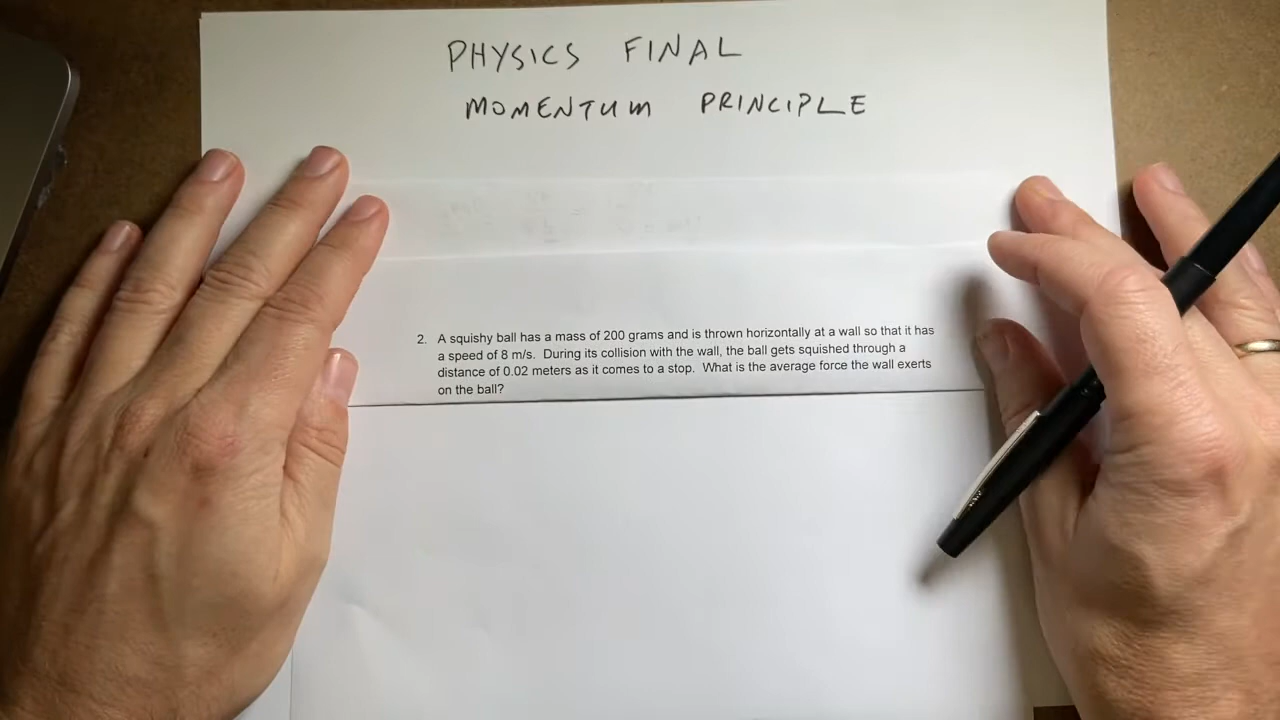 PHYSICS FINAL
MOMENTUM PRINCIPLE
2. A squishy ball has a mass of 200 grams and is thrown horizontally at a wall so that it has
a speed of 8 m/s. During its collision with the wall, the ball gets squished through a
distance of 0.02 meters as it comes to a stop. What is the average force the wall exerts
on the ball?